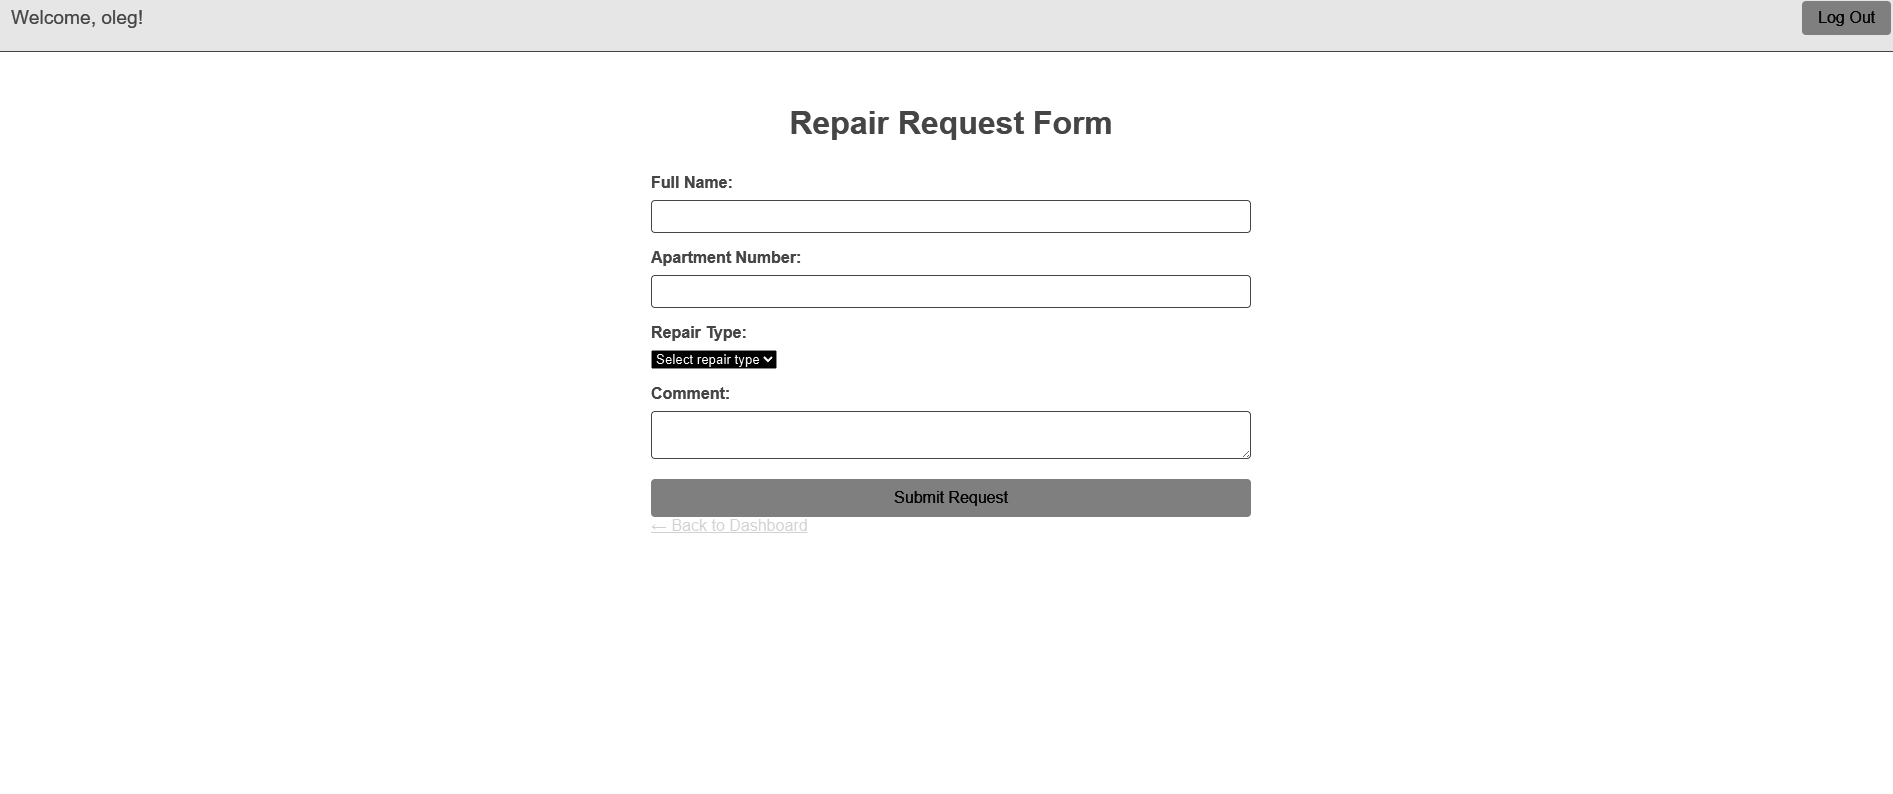 Welcome, oleg!
Log Out
Repair Request Form
Full Name:
Apartment Number:
Repair Type:
Select repair type
Comment:
Submit Request
← Back to Dashboard